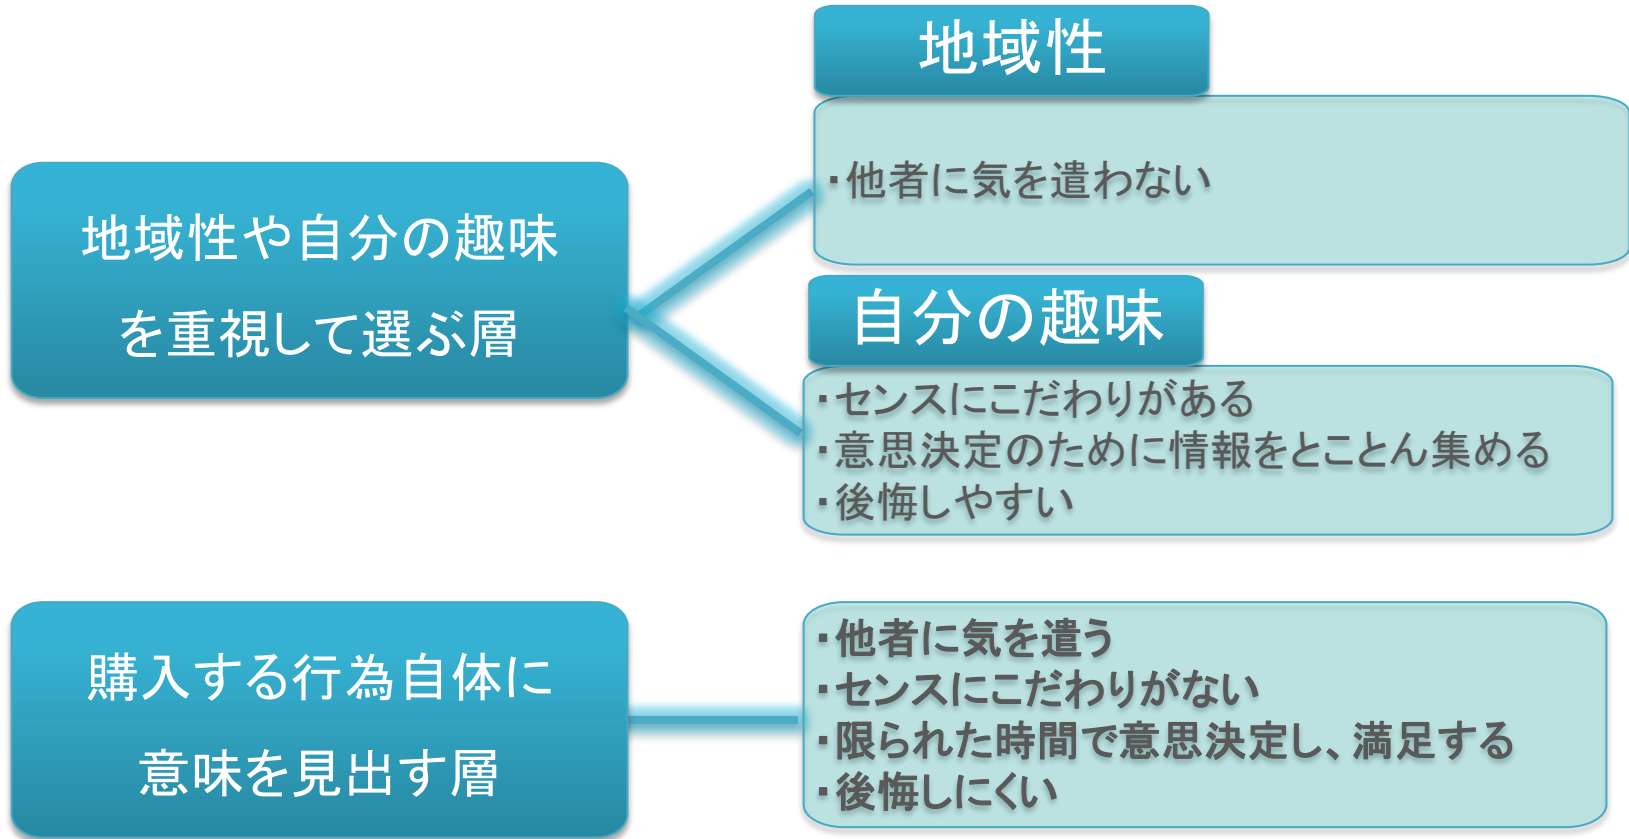 地域性
・他者に気を遣わない
地域性や自分の趣味
を重視して選ぶ層
自分の趣味
・センスにこだわりがある
・意思決定のために情報をとことん集める
・後悔しやすい
購入する行為自体に
意味を見出す層
・他者に気を遣う
・センスにこだわりがない
・限られた時間で意思決定し、満足する
・後悔しにくい